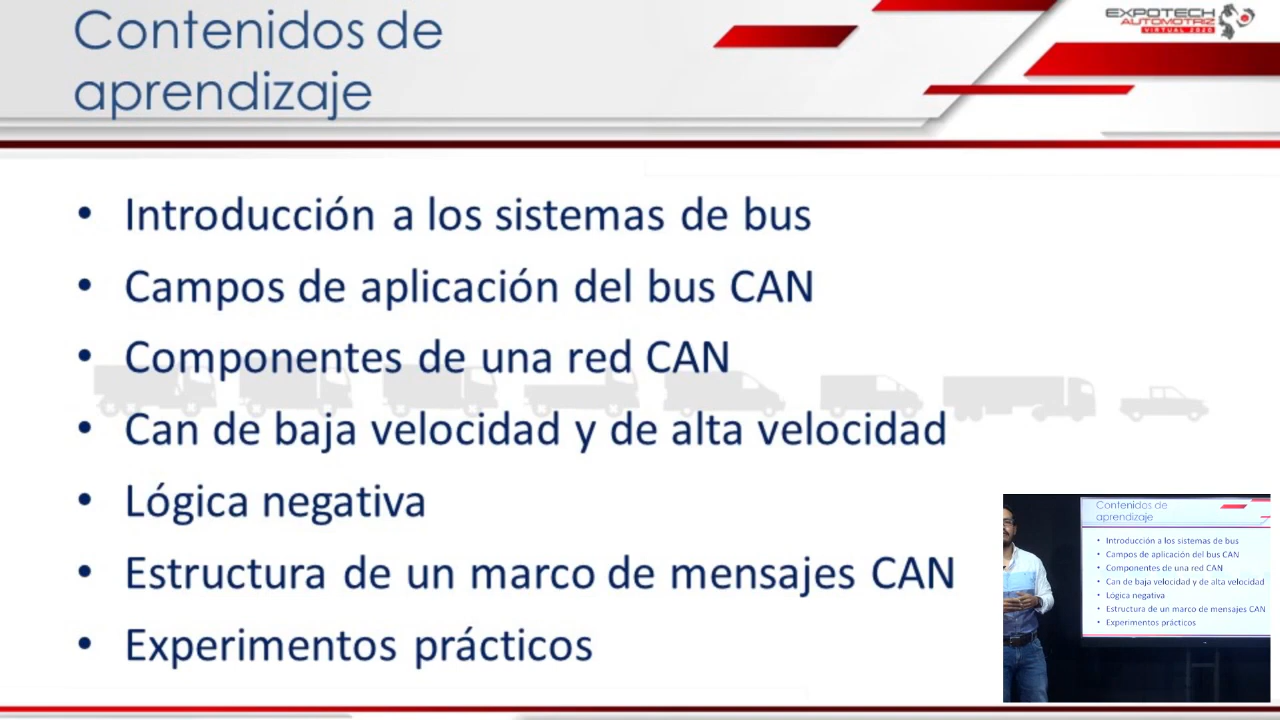 Contenidos de
aprendizaje
EXPOTECH
AUTOMOTRIZ
VIRTUAL 2020
• Introducción a los sistemas de bus
• Campos de aplicación del bus CAN
• Componentes de una red CAN
• Can de baja velocidad y de alta velocidad
• Lógica negativa
• Estructura de un marco de mensajes CAN
• Experimentos prácticos
Contenidos de
aprendizaje
• Introducción a los sistemas de bus
• Campos de aplicación del bus CAN
• Componentes de una red CAN
• Can de baja velocidad y de alta velocidad
• Lógica negativa
• Estructura de un marco de mensajes CAN
• Experimentos prácticos